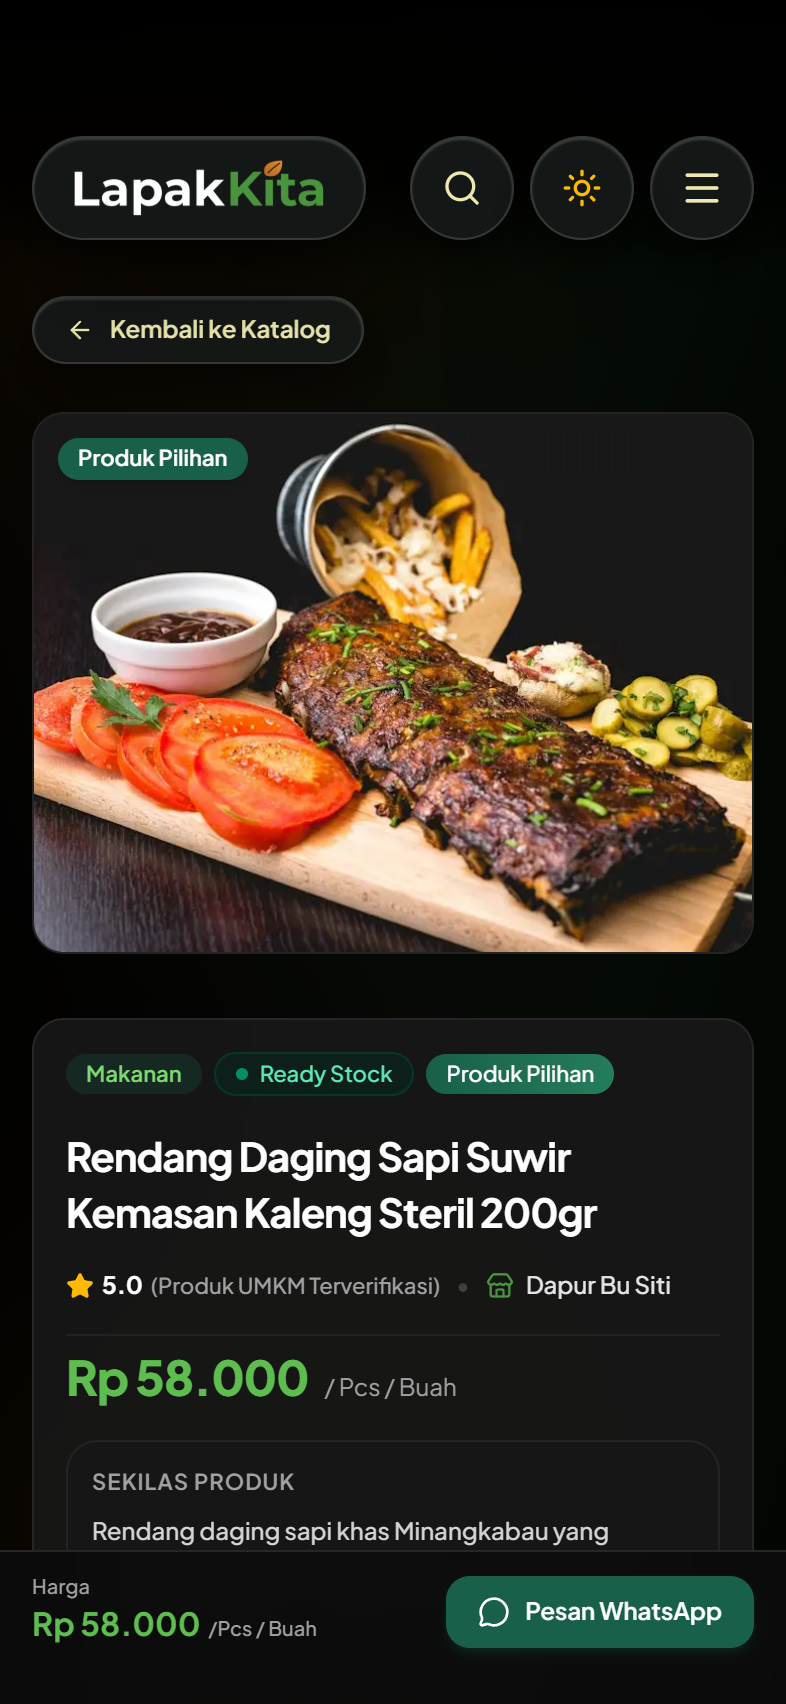 LapakKita
Kembali ke Katalog
Produk Pilihan
Makanan
Ready Stock
Produk Pilihan
Rendang Daging Sapi Suwir
Kemasan Kaleng Steril 200gr
5.0 (Produk UMKM Terverifikasi) • Dapur Bu Siti
Rp 58.000 / Pcs / Buah
SEKILAS PRODUK
Rendang daging sapi khas Minangkabau yang
Harga
Rp 58.000 /Pcs / Buah
Pesan WhatsApp